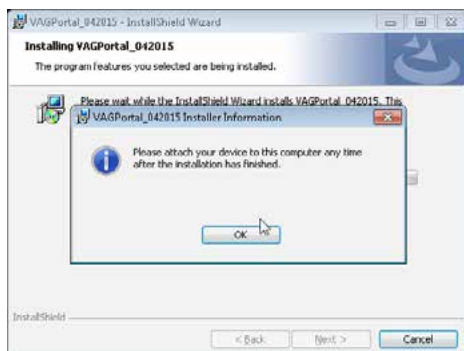 VAGPortal_042015 - InstallShield Wizard
Installing VAGPortal_042015
The program features you selected are being installed.
Please wait while the InstallShield Wizard installs VAGPortal_042015. This
VAGPortal_042015 Installer Information
Please attach your device to this computer any time
after the installation has finished.
OK
InstallShield
< Back
Next >
Cancel